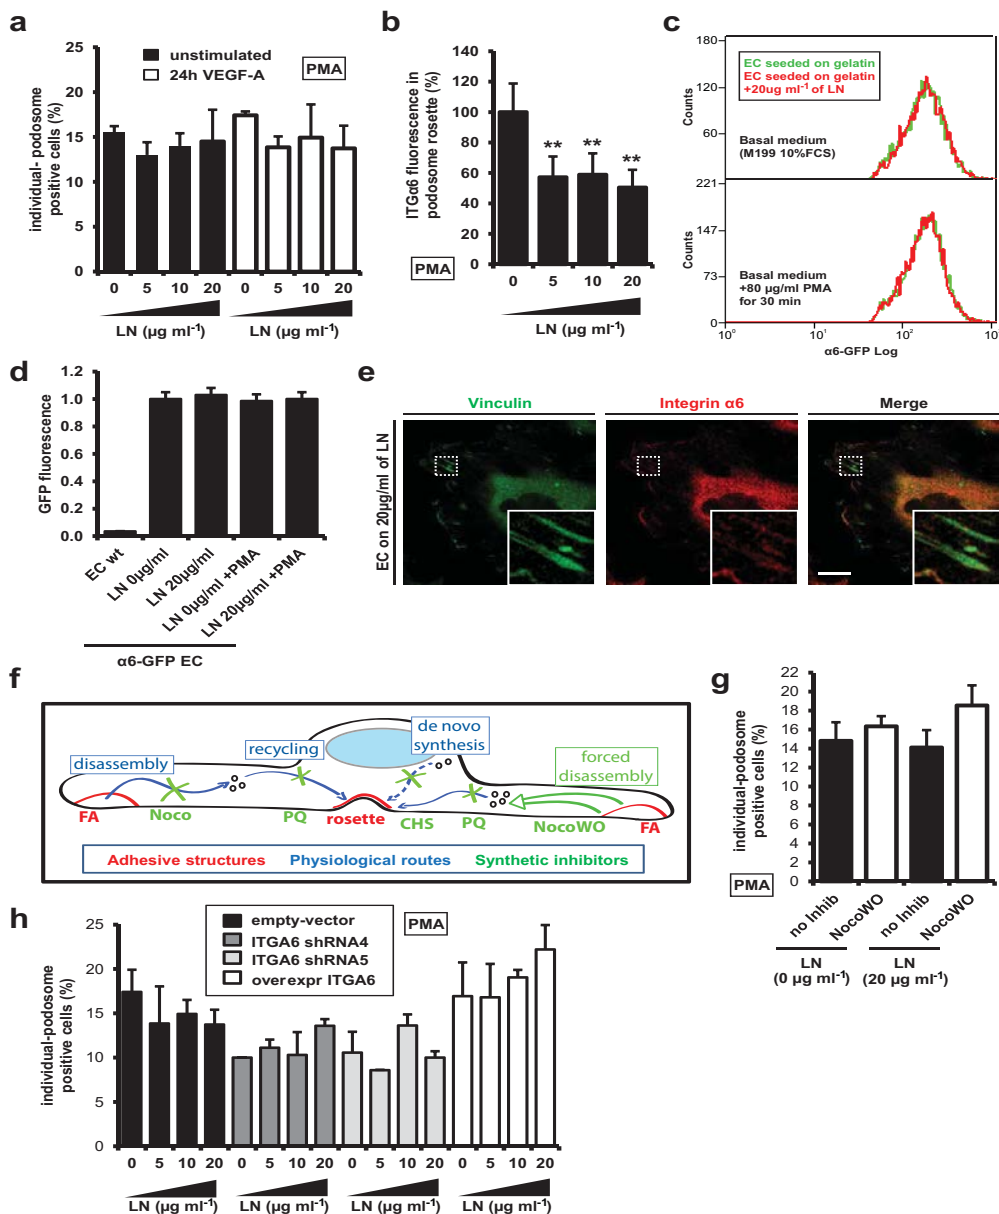 a
individual- podosome
positive cells (%)
25
20
15
10
5
0
unstimulated
24h VEGF-A
PMA
0 5 10 20 0 5 10 20
LN (µg ml-1) LN (µg ml-1)
b
ITGα6 fluorescence in
podosome rosette (%)
140
120
100
80
60
40
20
0
** ** **
PMA
0 5 10 20
LN (µg ml-1)
c
Counts
180
120
60
0
EC seeded on gelatin
EC seeded on gelatin
+20ug ml-1 of LN
Basal medium
(M199 10%FCS)
Counts
221
147
73
0
Basal medium
+80 µg/ml PMA
for 30 min
10⁰ 10¹ 10²
α6-GFP Log
d
GFP ffluorescence
1.2
1.0
0.8
0.6
0.4
0.2
0.0
EC wt
LN 0µg/ml
LN 20µg/ml
LN 0µg/ml +PMA
LN 20µg/ml +PMA
α6-GFP EC
e
Vinculin Integrin α6 Merge
EC on 20µg/ml of LN
f
disassembly
recycling
de novo
synthesis
forced
disassembly
FA Noco PQ rosette CHS PQ NocoWO FA
Adhesive structures Physiological routes Synthetic inhibitors
g
individual-podosome
positive cells (%)
22
20
18
16
14
12
10
8
6
4
2
0
PMA
no Inhib
NocoWO
no Inhib
NocoWO
LN LN
(0 µg ml-1) (20 µg ml-1)
h
individual-podosome
positive cells (%)
25
20
15
10
5
0
empty-vector
ITGA6 shRNA4
ITGA6 shRNA5
overexpr ITGA6
PMA
0 5 10 20 0 5 10 20 0 5 10 20 0 5 10 20
LN (µg ml-1) LN (µg ml-1) LN (µg ml-1) LN (µg ml-1)